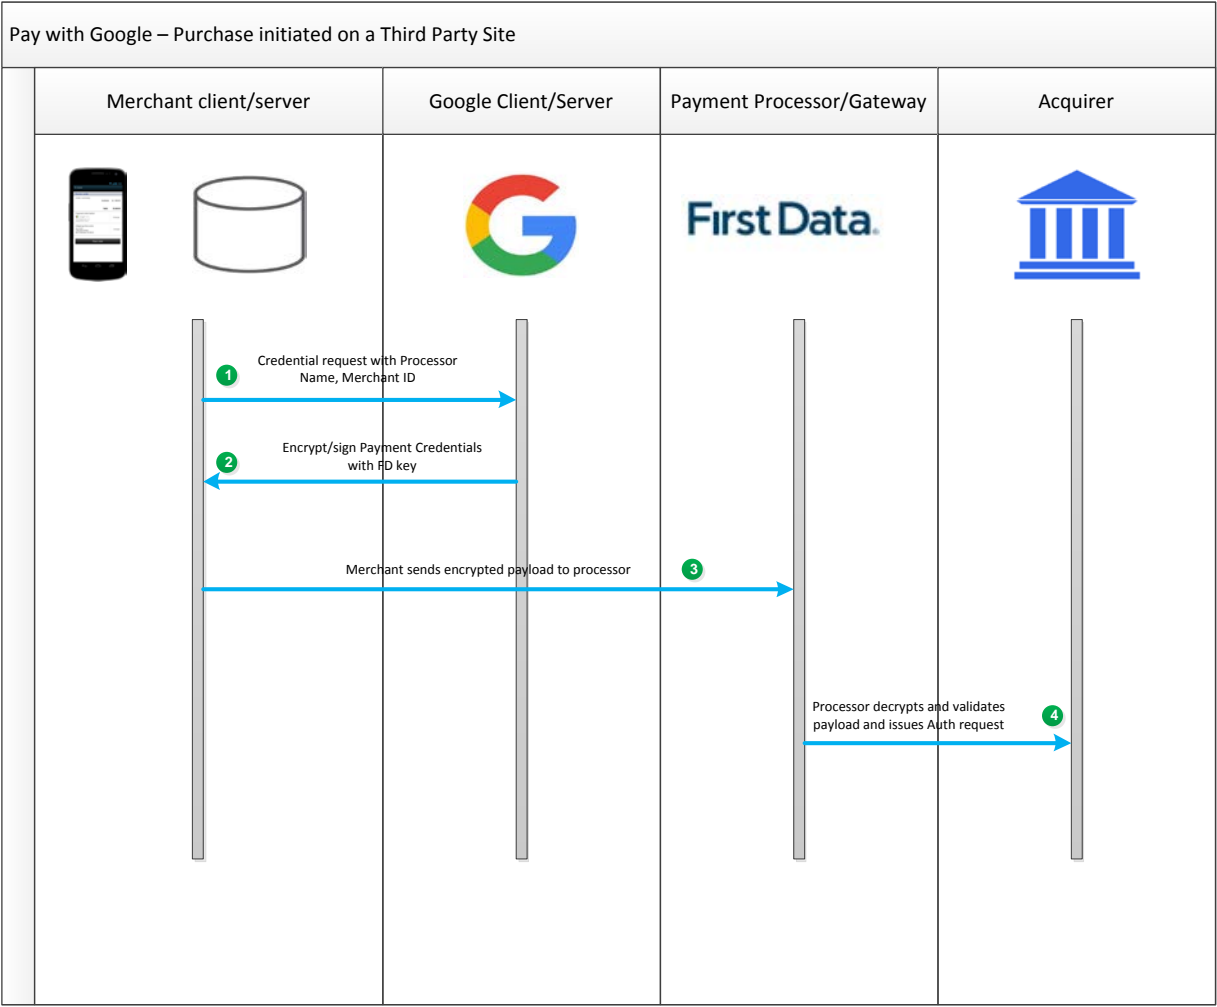 Pay with Google – Purchase initiated on a Third Party Site
Merchant client/server
Google Client/Server
Payment Processor/Gateway
Acquirer
First Data.
1
Credential request with Processor
Name, Merchant ID
2
Encrypt/sign Payment Credentials
with FD key
Merchant sends encrypted payload to processor
3
Processor decrypts and validates
payload and issues Auth request
4